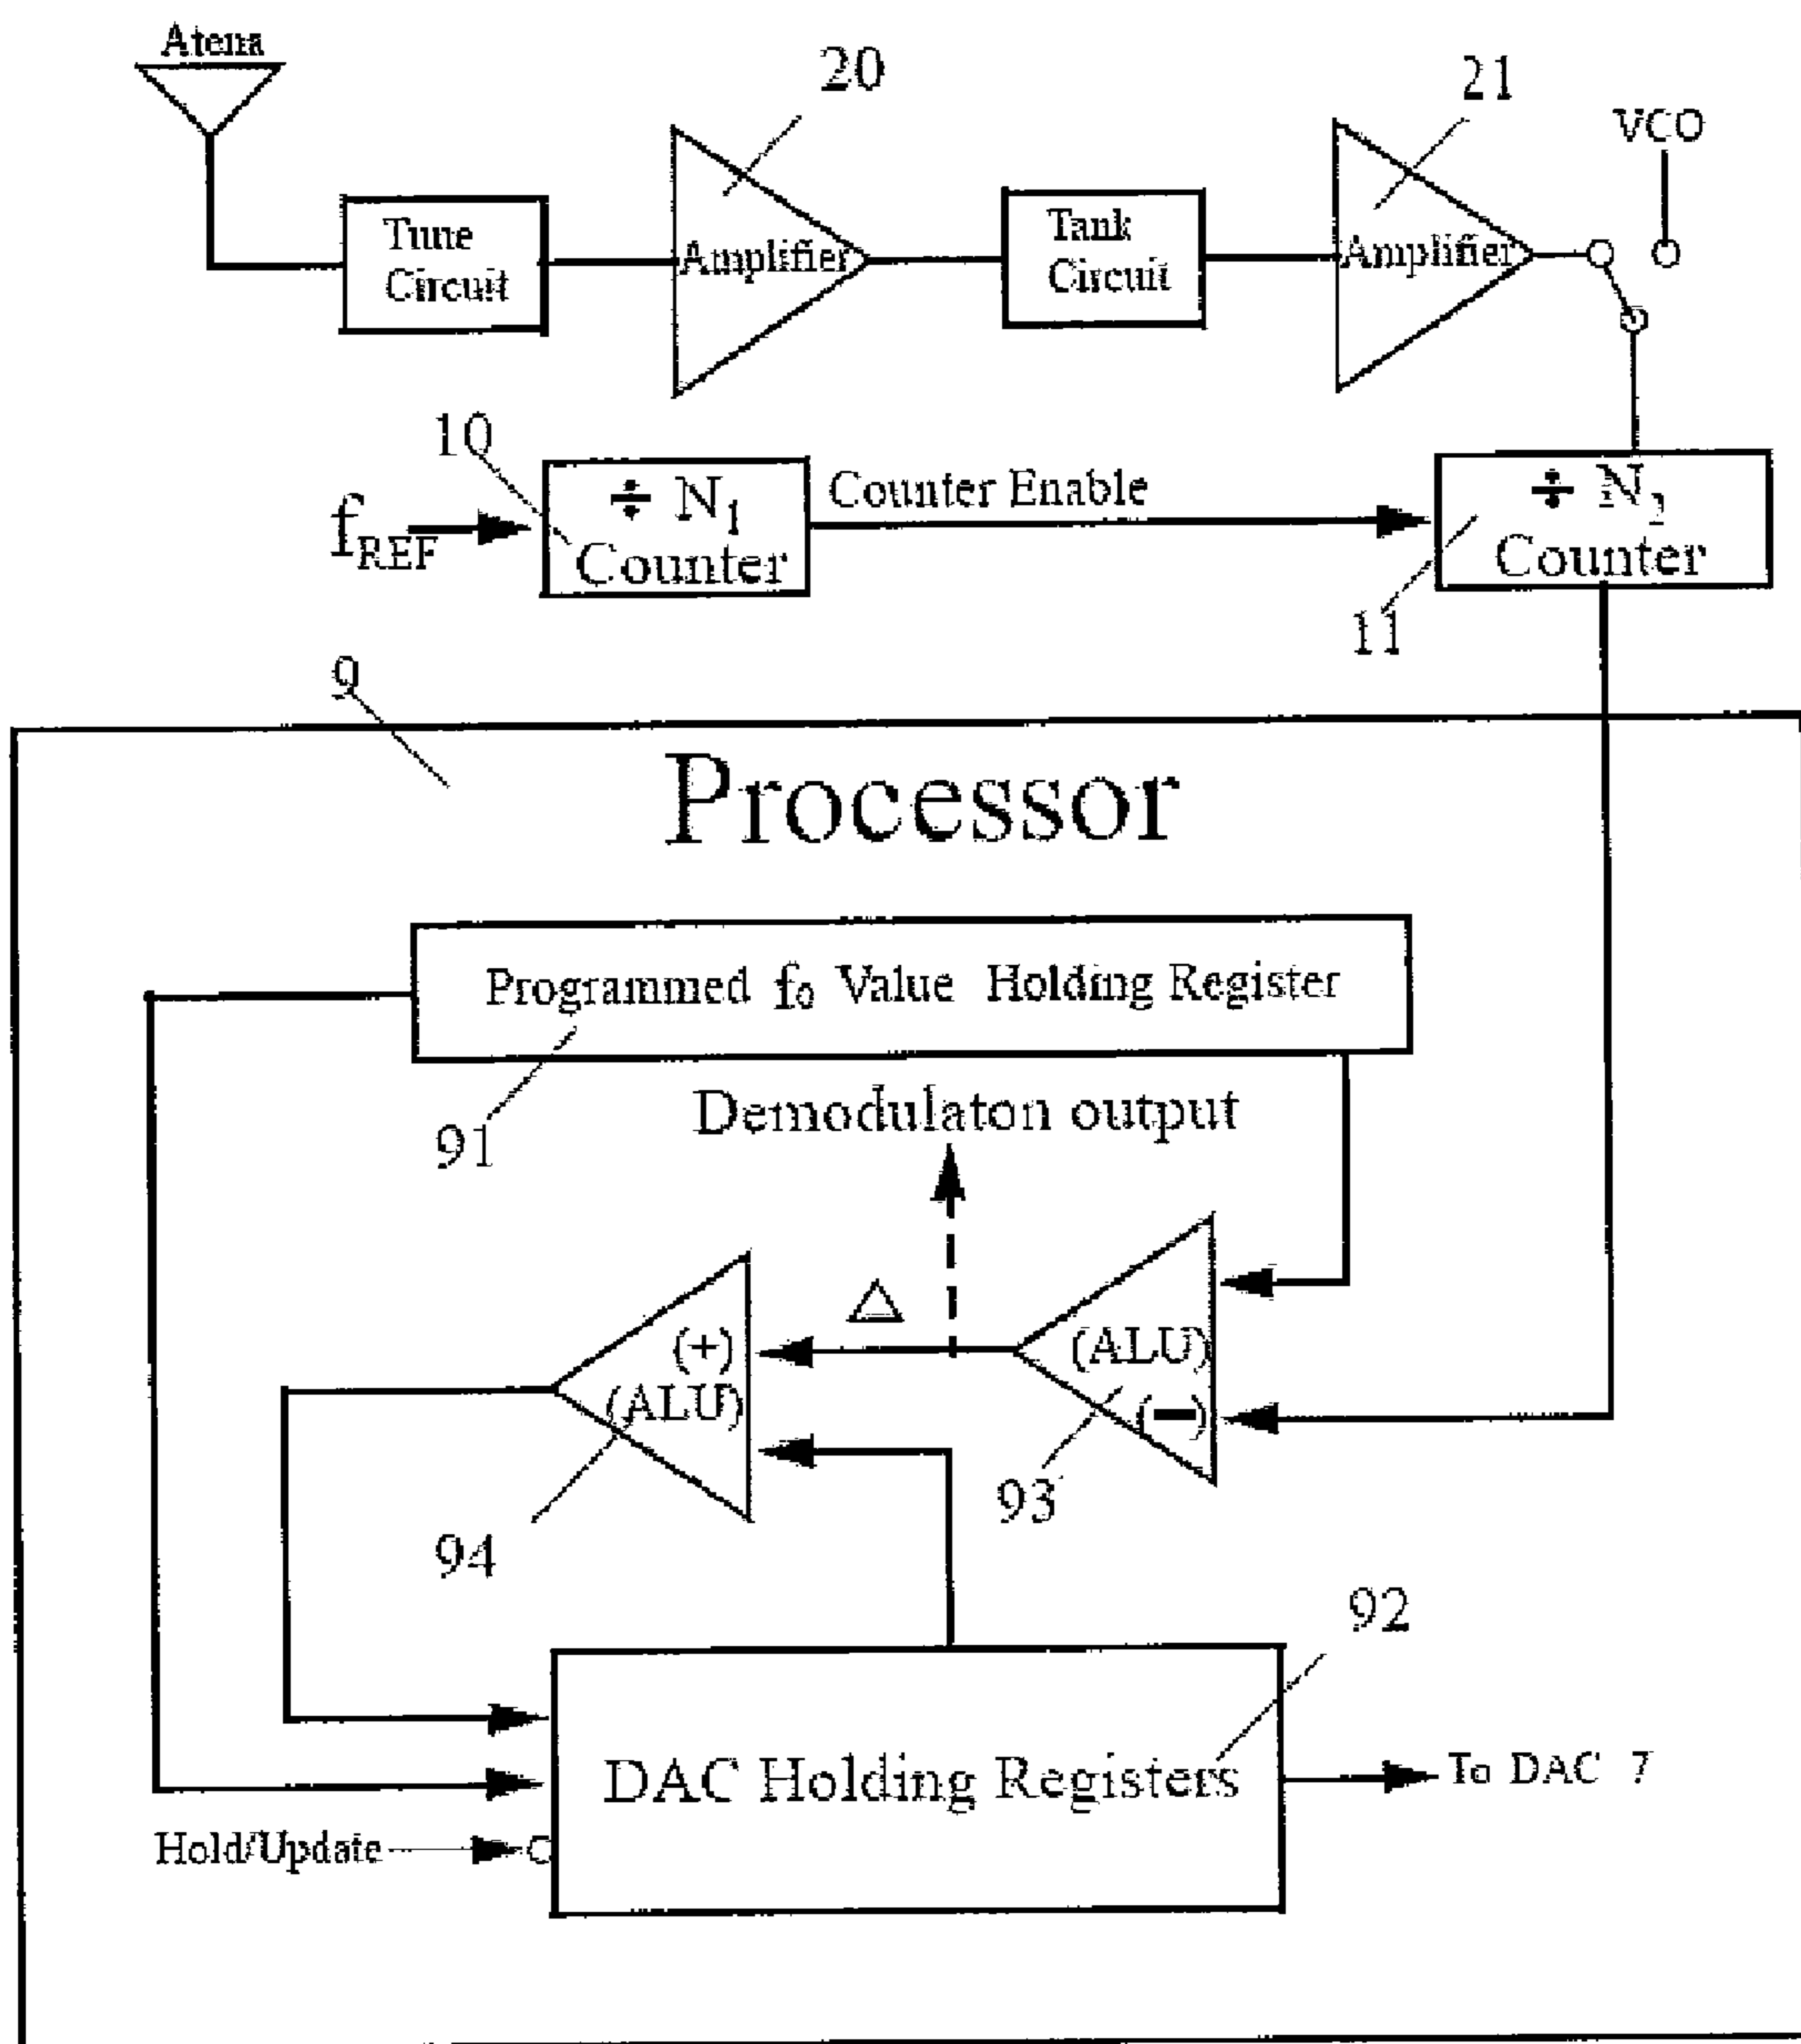 Atena
20
21
VCO
Tune
Circuit
Amplifier
Tank
Circuit
Amplifier
10
fREF
÷ N1
Counter
Counter Enable
÷ N2
Counter
11
9
Processor
Programmed f0 Value Holding Register
91
Demodulaton output
△
(+)
(ALU)
(ALU)
(−)
94
93
92
DAC Holding Registers
To DAC 7
Hold/Update